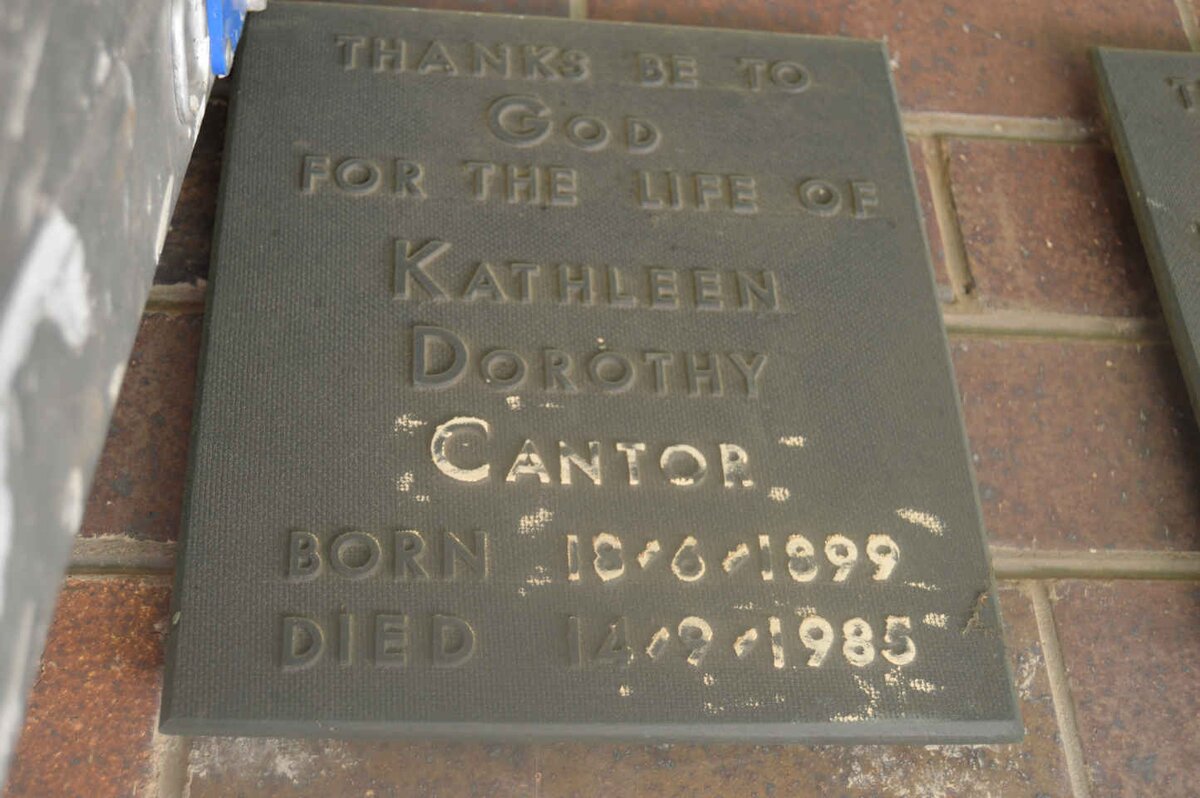 THANKS BE TO
GOD
FOR THE LIFE OF
KATHLEEN
DOROTHY
CANTOR
BORN 18-6-1899
DIED 14-9-1985